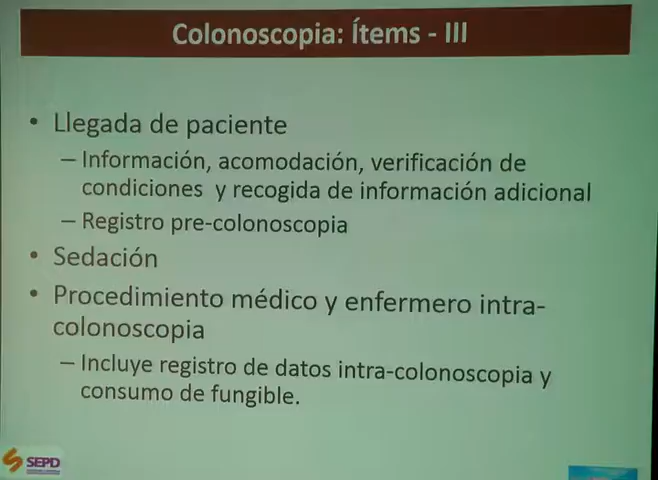 Colonoscopia: Ítems - III
• Llegada de paciente
– Información, acomodación, verificación de
condiciones y recogida de información adicional
– Registro pre-colonoscopia
• Sedación
• Procedimiento médico y enfermero intra-
colonoscopia
– Incluye registro de datos intra-colonoscopia y
consumo de fungible.
SEPD